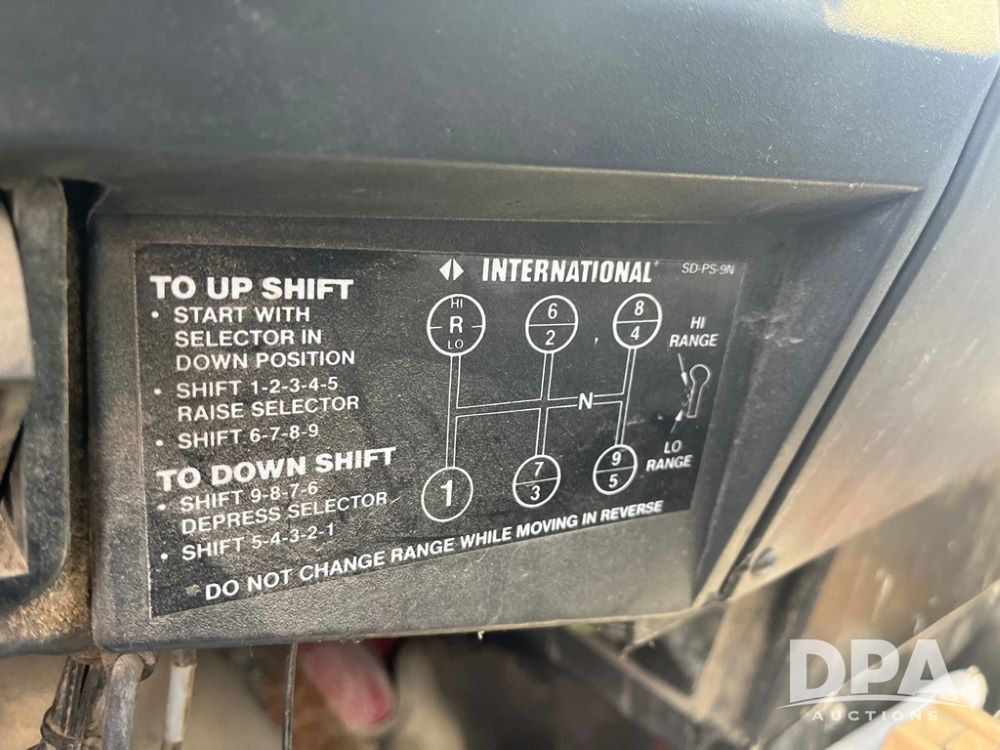 INTERNATIONAL® SD-PS-9N
TO UP SHIFT
• START WITH
SELECTOR IN
DOWN POSITION
• SHIFT 1-2-3-4-5
RAISE SELECTOR
• SHIFT 6-7-8-9
TO DOWN SHIFT
• SHIFT 9-8-7-6
DEPRESS SELECTOR
• SHIFT 5-4-3-2-1
HI
R
LO
6
2
8
4
HI
RANGE
N
1
7
3
9
5
LO
RANGE
DO NOT CHANGE RANGE WHILE MOVING IN REVERSE
DPA
AUCTIONS